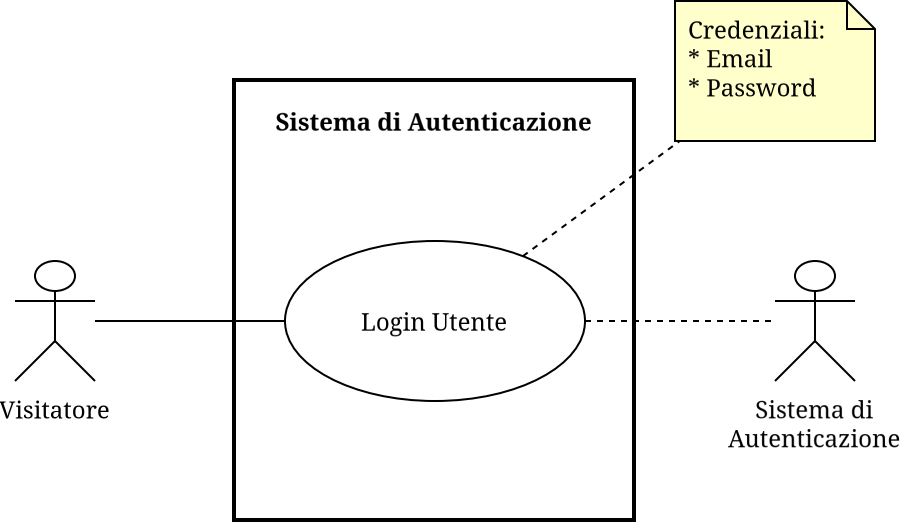 Credenziali:
* Email
* Password
Sistema di Autenticazione
Login Utente
Visitatore
Sistema di
Autenticazione